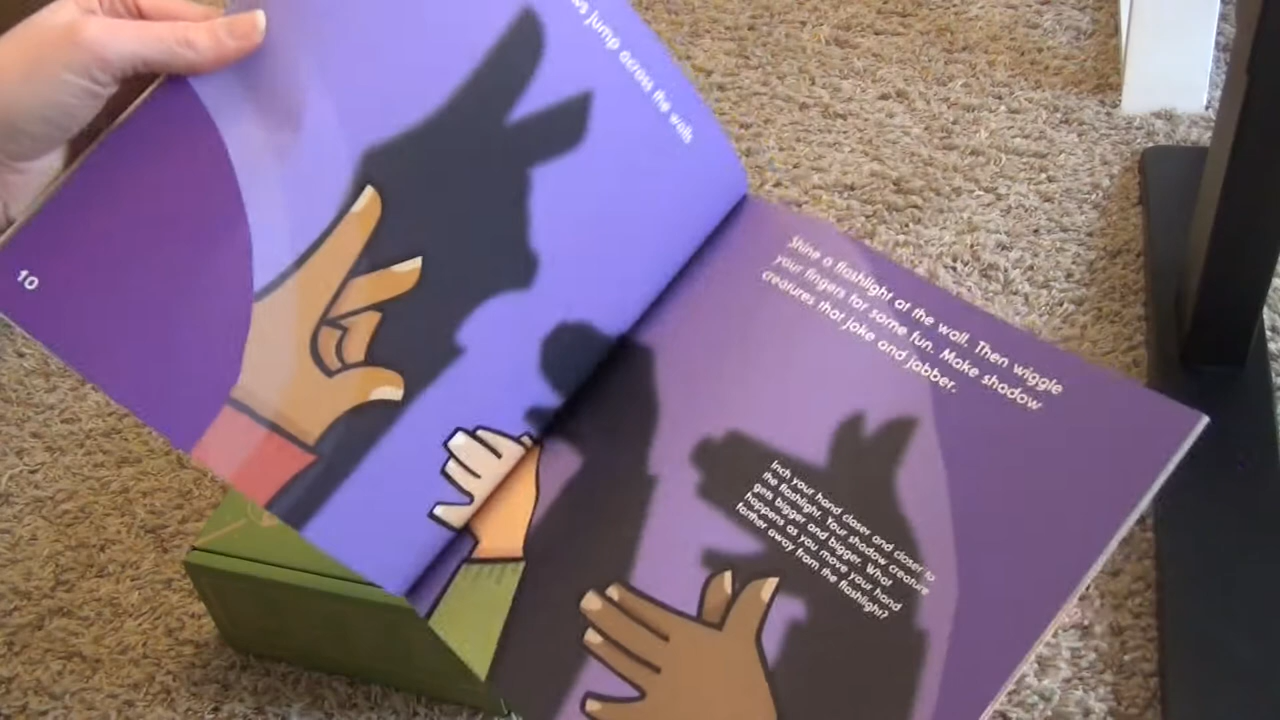 jump across the walls
10
Shine a flashlight at the wall. Then wiggle
your fingers for some fun. Make shadow
creatures that joke and jabber.
Inch your hand closer and closer to
the flashlight. Your shadow creature
gets bigger and bigger. What
happens as you move your hand
farther away from the flashlight?